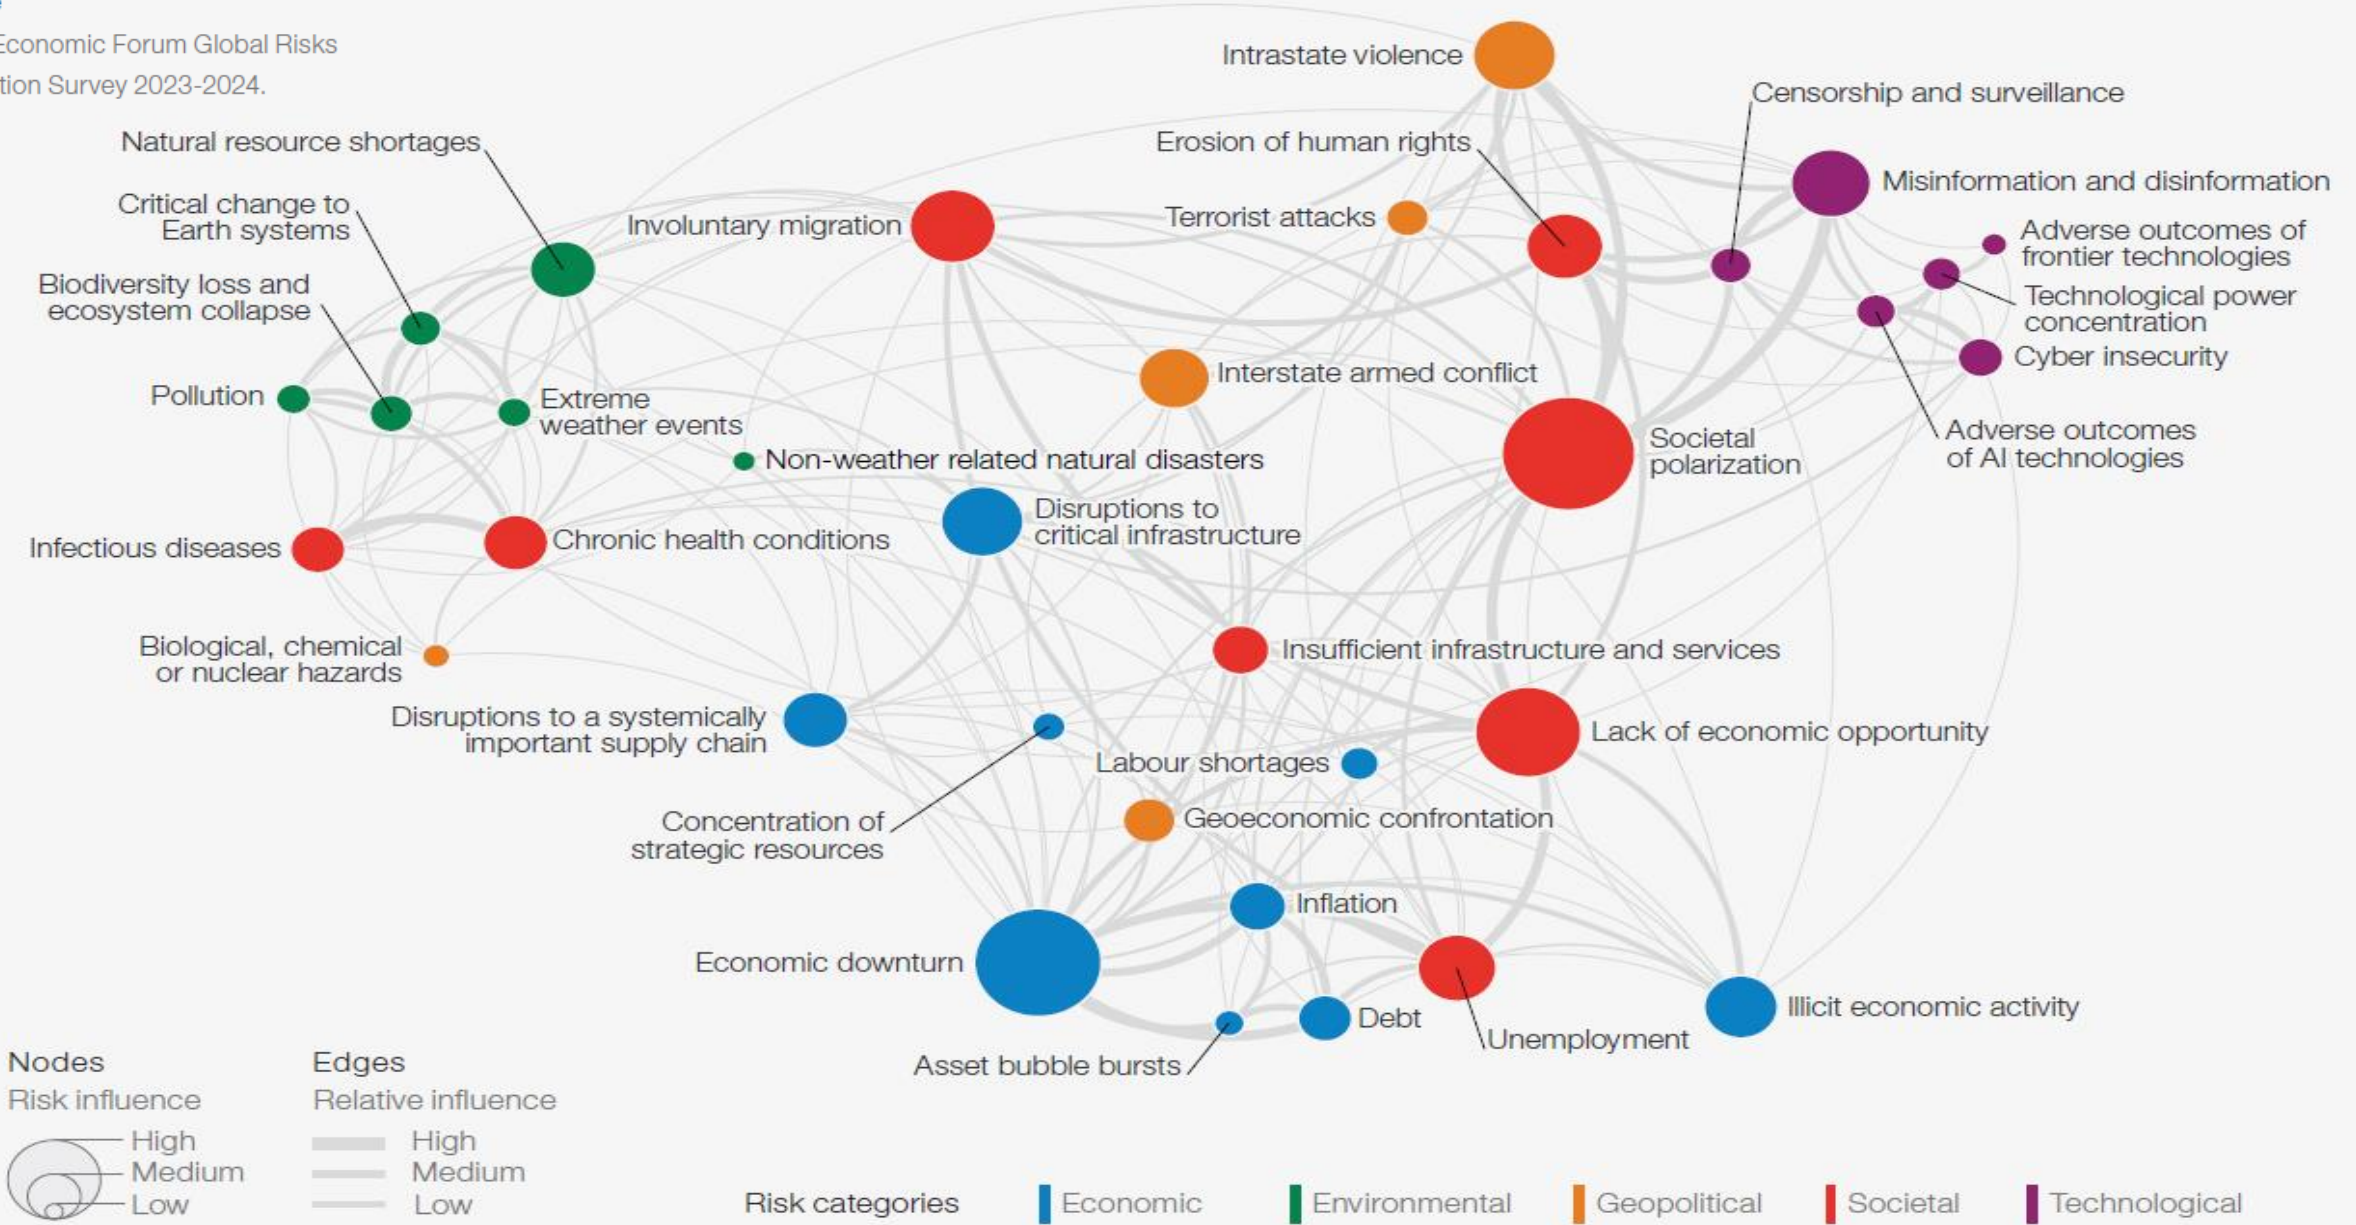 Economic Forum Global Risks
tion Survey 2023-2024.
Intrastate violence
Censorship and surveillance
Natural resource shortages
Erosion of human rights
Misinformation and disinformation
Critical change to
Earth systems
Involuntary migration
Terrorist attacks
Adverse outcomes of
frontier technologies
Biodiversity loss and
ecosystem collapse
Technological power
concentration
Cyber insecurity
Interstate armed conflict
Pollution
Extreme
weather events
Societal
polarization
Adverse outcomes
of AI technologies
Non-weather related natural disasters
Disruptions to
critical infrastructure
Infectious diseases
Chronic health conditions
Biological, chemical
or nuclear hazards
Insufficient infrastructure and services
Disruptions to a systemically
important supply chain
Lack of economic opportunity
Labour shortages
Concentration of
strategic resources
Geoeconomic confrontation
Inflation
Economic downturn
Illicit economic activity
Debt
Unemployment
Asset bubble bursts
Nodes
Risk influence
High
Medium
Low
Edges
Relative influence
High
Medium
Low
Risk categories
Economic
Environmental
Geopolitical
Societal
Technological